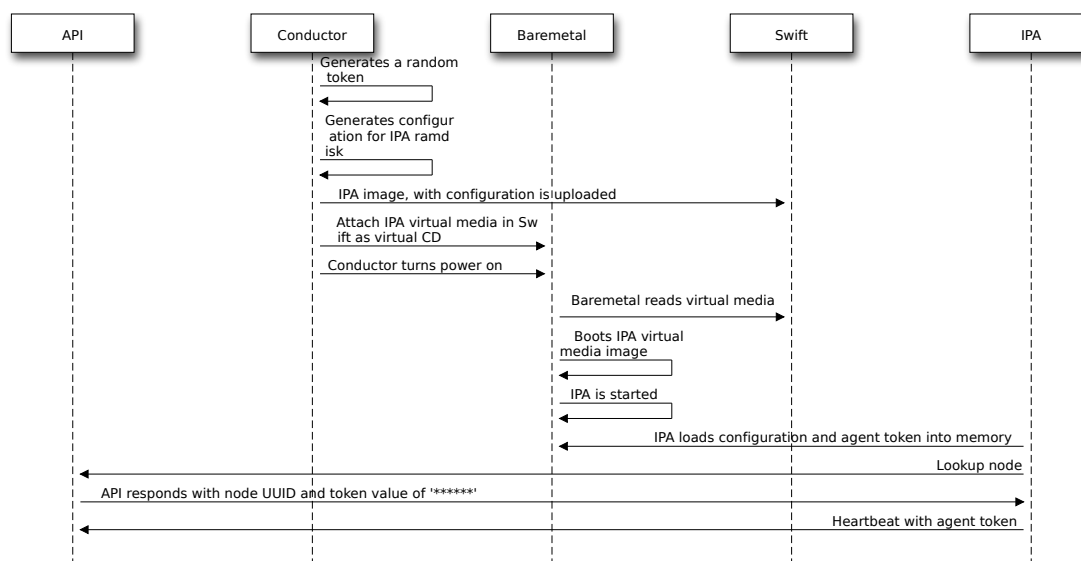 API
Conductor
Baremetal
Swift
IPA
Generates a random
token
Generates configur
ation for IPA ramd
isk
IPA image, with configuration is uploaded
Attach IPA virtual media in Sw
ift as virtual CD
Conductor turns power on
Baremetal reads virtual media
Boots IPA virtual
media image
IPA is started
IPA loads configuration and agent token into memory
Lookup node
API responds with node UUID and token value of '******'
Heartbeat with agent token